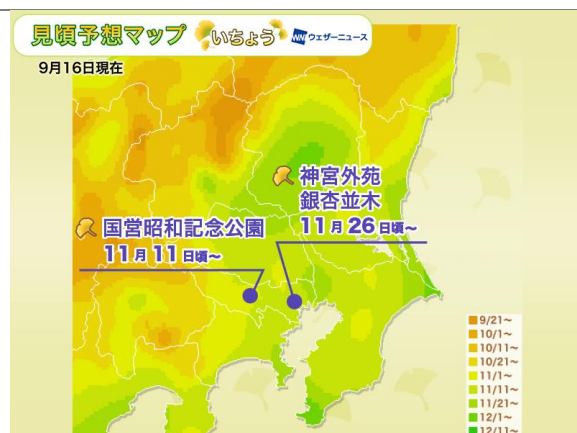 見頃予想マップ いちょう WN ウェザーニュース
9月16日現在
神宮外苑
銀杏並木
11月26日頃~
国営昭和記念公園
11月11日頃~
9/21~
10/1~
10/11~
10/21~
11/1~
11/11~
11/21~
12/1~
12/11~